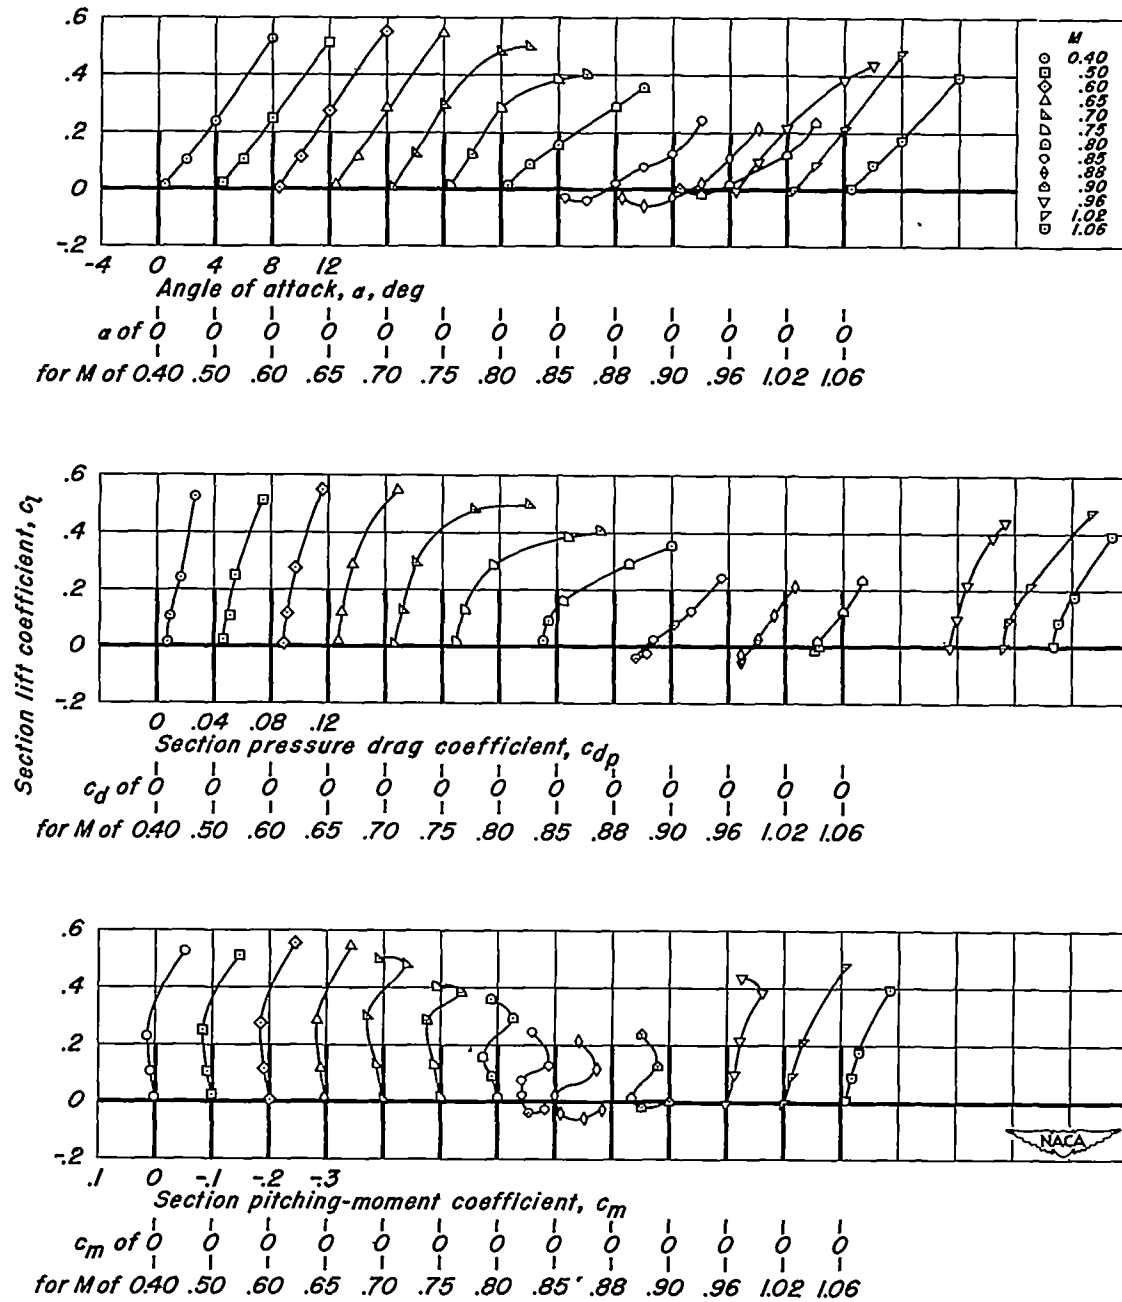 .6
.4
.2
0
-.2
M
0.40
.50
.60
.65
.70
.75
.80
.85
.88
.90
.96
1.02
1.06
-4 0 4 8 12
Angle of attack, α, deg
α of 0 0 0 0 0 0 0 0 0 0 0 0 0
for M of 0.40 .50 .60 .65 .70 .75 .80 .85 .88 .90 .96 1.02 1.06
Section lift coefficient, cl
.6
.4
.2
0
-.2
0 .04 .08 .12
Section pressure drag coefficient, cdp
cd of 0 0 0 0 0 0 0 0 0 0 0 0 0
for M of 0.40 .50 .60 .65 .70 .75 .80 .85 .88 .90 .96 1.02 1.06
.6
.4
.2
0
-.2
NACA
.1 0 -.1 -.2 -.3
Section pitching-moment coefficient, cm
cm of 0 0 0 0 0 0 0 0 0 0 0 0 0
for M of 0.40 .50 .60 .65 .70 .75 .80 .85 .88 .90 .96 1.02 1.06